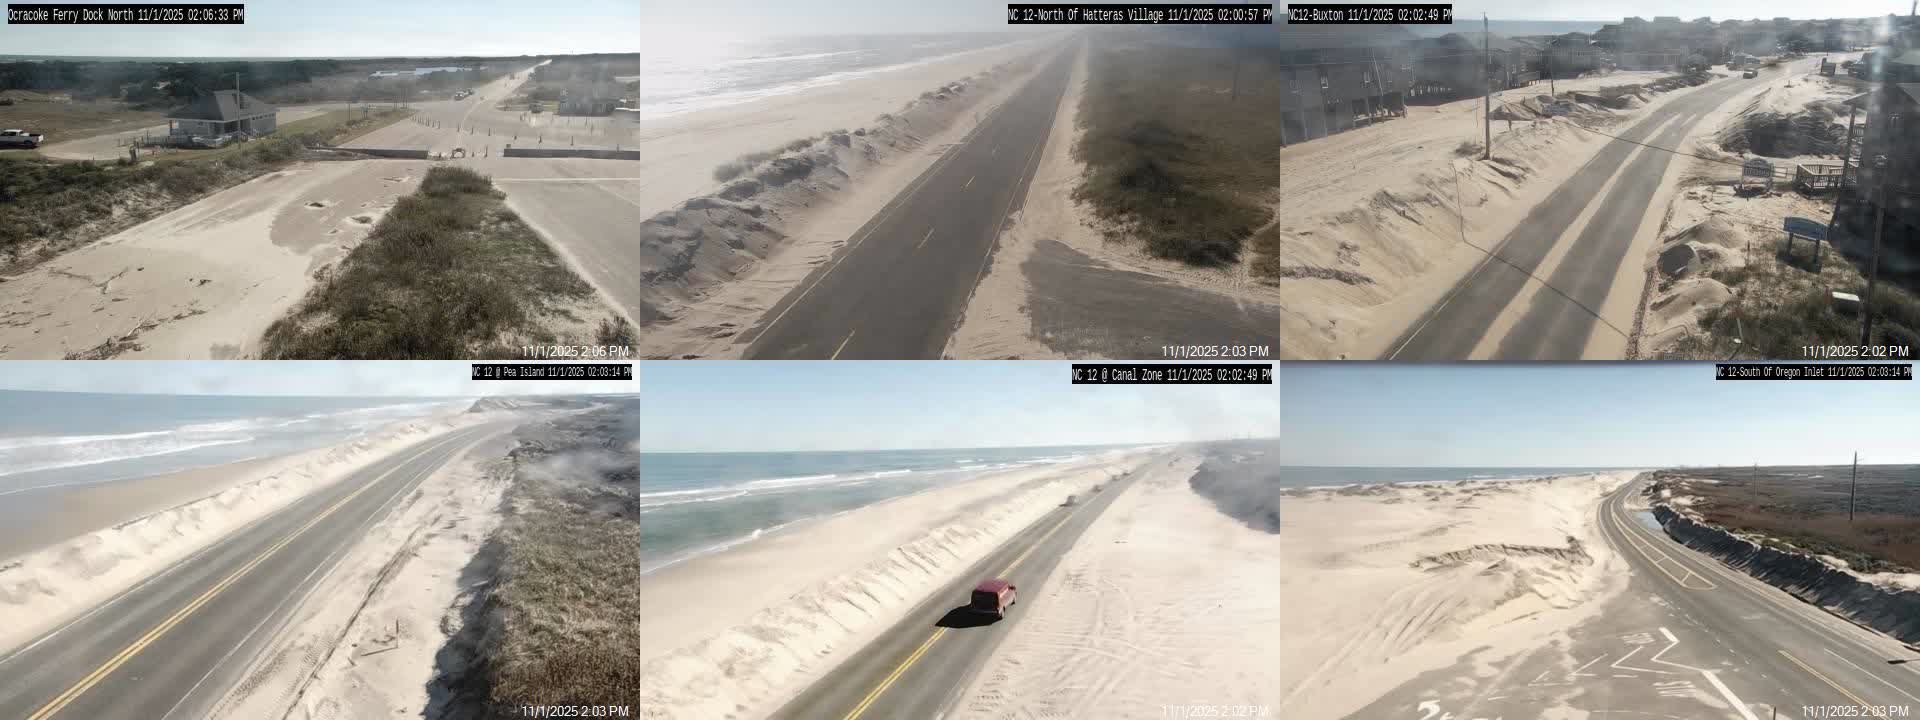 Ocracoke Ferry Dock North 11/1/2025 02:06:33 PM
11/1/2025 2:06 PM
NC 12-North Of Hatteras Village 11/1/2025 02:00:57 PM
11/1/2025 2:03 PM
NC12-Buxton 11/1/2025 02:02:49 PM
11/1/2025 2:02 PM
NC 12 @ Pea Island 11/1/2025 02:03:14 PM
11/1/2025 2:03 PM
NC 12 @ Canal Zone 11/1/2025 02:02:49 PM
11/1/2025 2:02 PM
NC 12-South Of Oregon Inlet 11/1/2025 02:03:14 PM
11/1/2025 2:03 PM